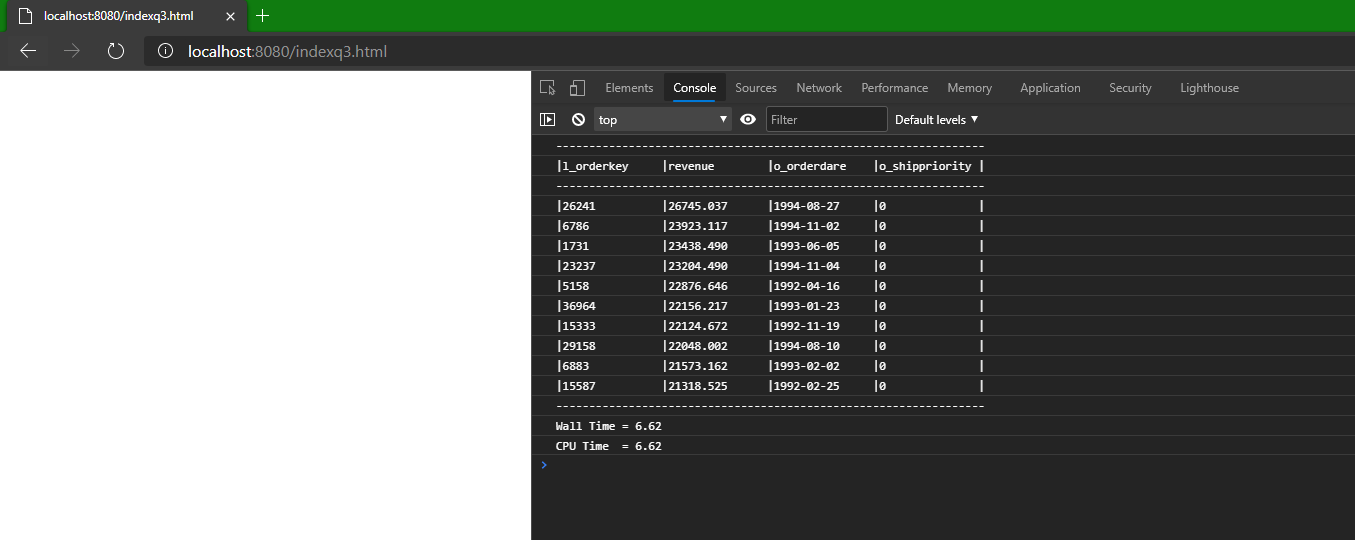 localhost:8080/indexq3.html
localhost:8080/indexq3.html
Elements Console Sources Network Performance Memory Application Security Lighthouse
top Filter Default levels
-----------------------------------------------------------------
|l_orderkey |revenue |o_orderdare |o_shippriority |
-----------------------------------------------------------------
|26241 |26745.037 |1994-08-27 |0 |
|6786 |23923.117 |1994-11-02 |0 |
|1731 |23438.490 |1993-06-05 |0 |
|23237 |23204.490 |1994-11-04 |0 |
|5158 |22876.646 |1992-04-16 |0 |
|36964 |22156.217 |1993-01-23 |0 |
|15333 |22124.672 |1992-11-19 |0 |
|29158 |22048.002 |1994-08-10 |0 |
|6883 |21573.162 |1993-02-02 |0 |
|15587 |21318.525 |1992-02-25 |0 |
-----------------------------------------------------------------
Wall Time = 6.62
CPU Time = 6.62